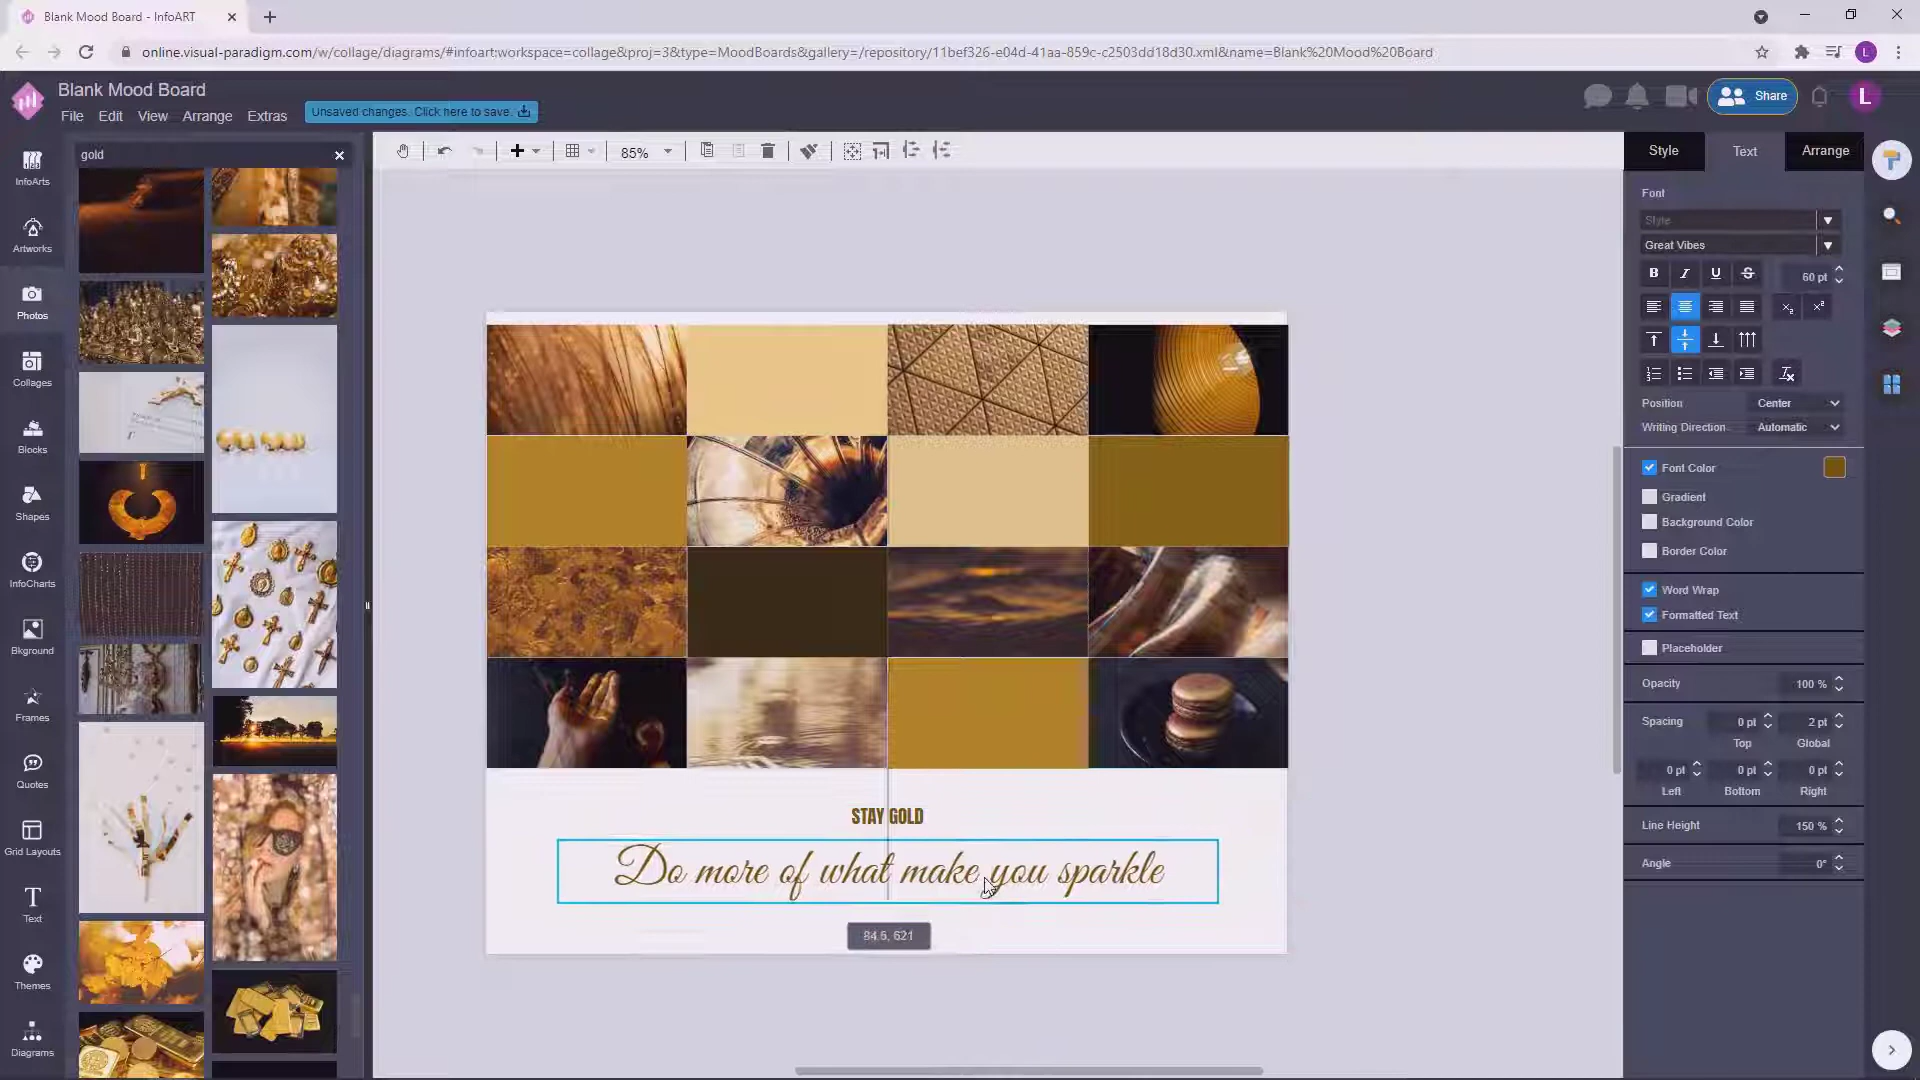 Blank Mood Board - InfoART
online.visual-paradigm.com/w/collage/diagrams/#infoart:workspace=collage&proj=3&type=MoodBoards&gallery=/repository/11bef326-e04d-41aa-859c-c2503dd18d30.xml&name=Blank%20Mood%20Board
L
Blank Mood Board
File Edit View Arrange Extras
Unsaved changes. Click here to save.
Share
L
gold
85%
Style Text Arrange
InfoArts
Artworks
Photos
Collages
Blocks
Shapes
InfoCharts
Bkground
Frames
Quotes
Grid Layouts
Text
Themes
Diagrams
STAY GOLD
Do more of what make you sparkle
84.5, 621
Font
Style
Great Vibes
B I U S 60 pt
Position Center
Writing Direction Automatic
Font Color
Gradient
Background Color
Border Color
Word Wrap
Formatted Text
Placeholder
Opacity 100 %
Spacing 0 pt 2 pt
Top Global
0 pt 0 pt 0 pt
Left Bottom Right
Line Height 150 %
Angle 0°